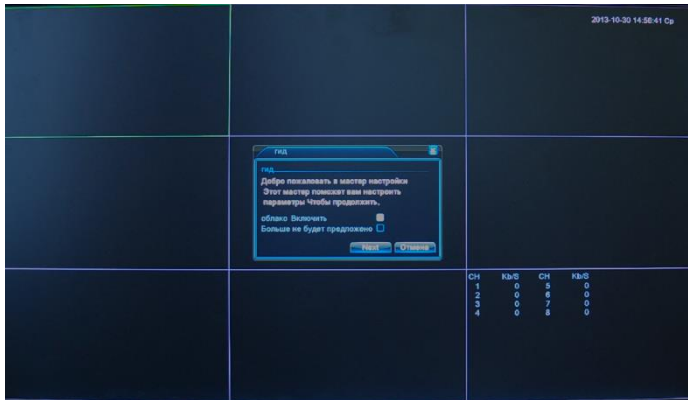 2013-10-30 14:56:41 Ср
гид
гид
Добро пожаловать в мастер настройки
Этот мастер поможет вам настроить
параметры Чтобы продолжить.
облако Включить
Больше не будет предложено
Next Отмена
CH Kb/S CH Kb/S
1 0 5 0
2 0 6 0
3 0 7 0
4 0 8 0